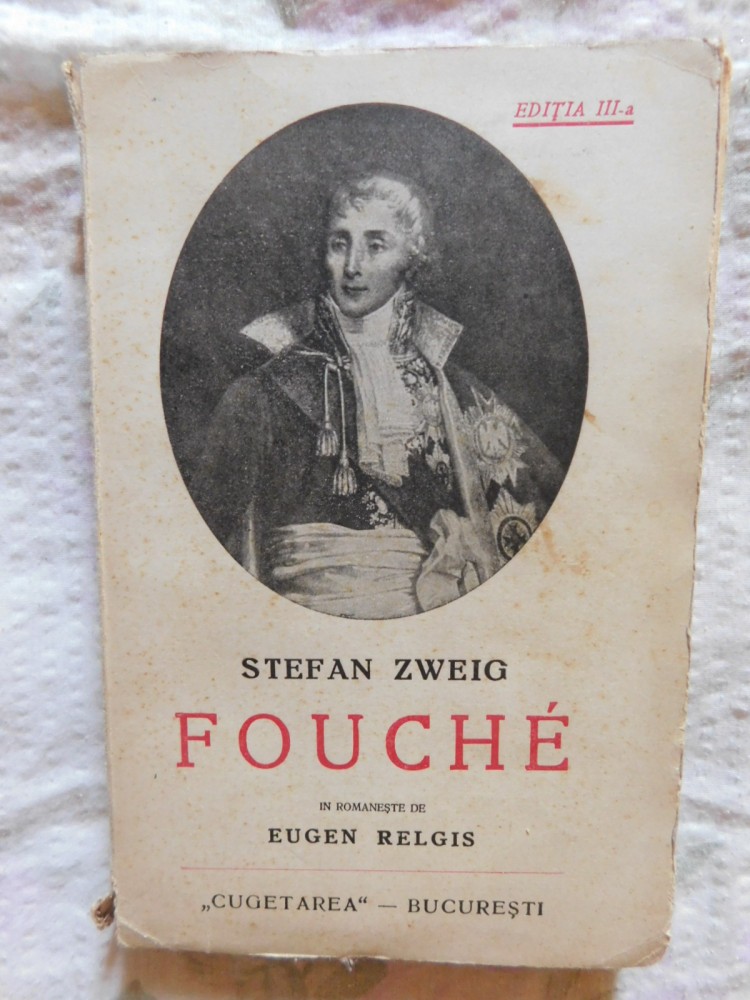 EDIŢIA III-a
STEFAN ZWEIG
FOUCHÉ
IN ROMANEŞTE DE
EUGEN RELGIS
„CUGETAREA“ — BUCUREŞTI